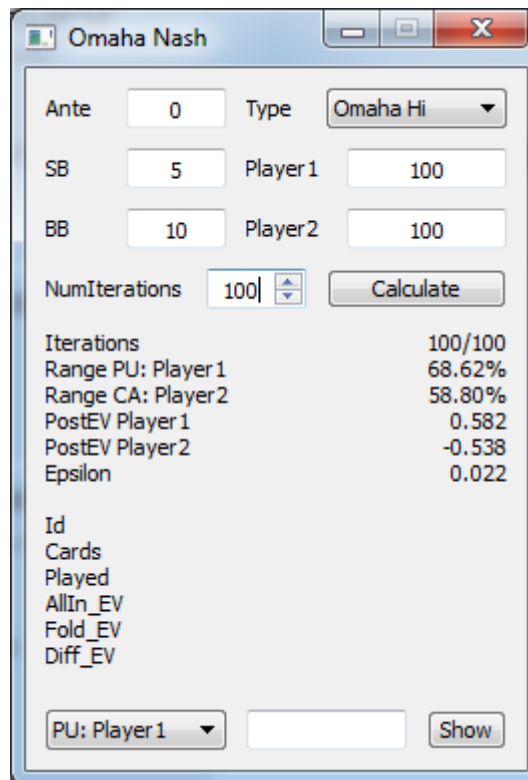 Omaha Nash
Ante 0 Type Omaha Hi
SB 5 Player1 100
BB 10 Player2 100
NumIterations 100 Calculate
Iterations 100/100
Range PU: Player1 68.62%
Range CA: Player2 58.80%
PostEV Player1 0.582
PostEV Player2 -0.538
Epsilon 0.022
Id
Cards
Played
AllIn_EV
Fold_EV
Diff_EV
PU: Player1 Show